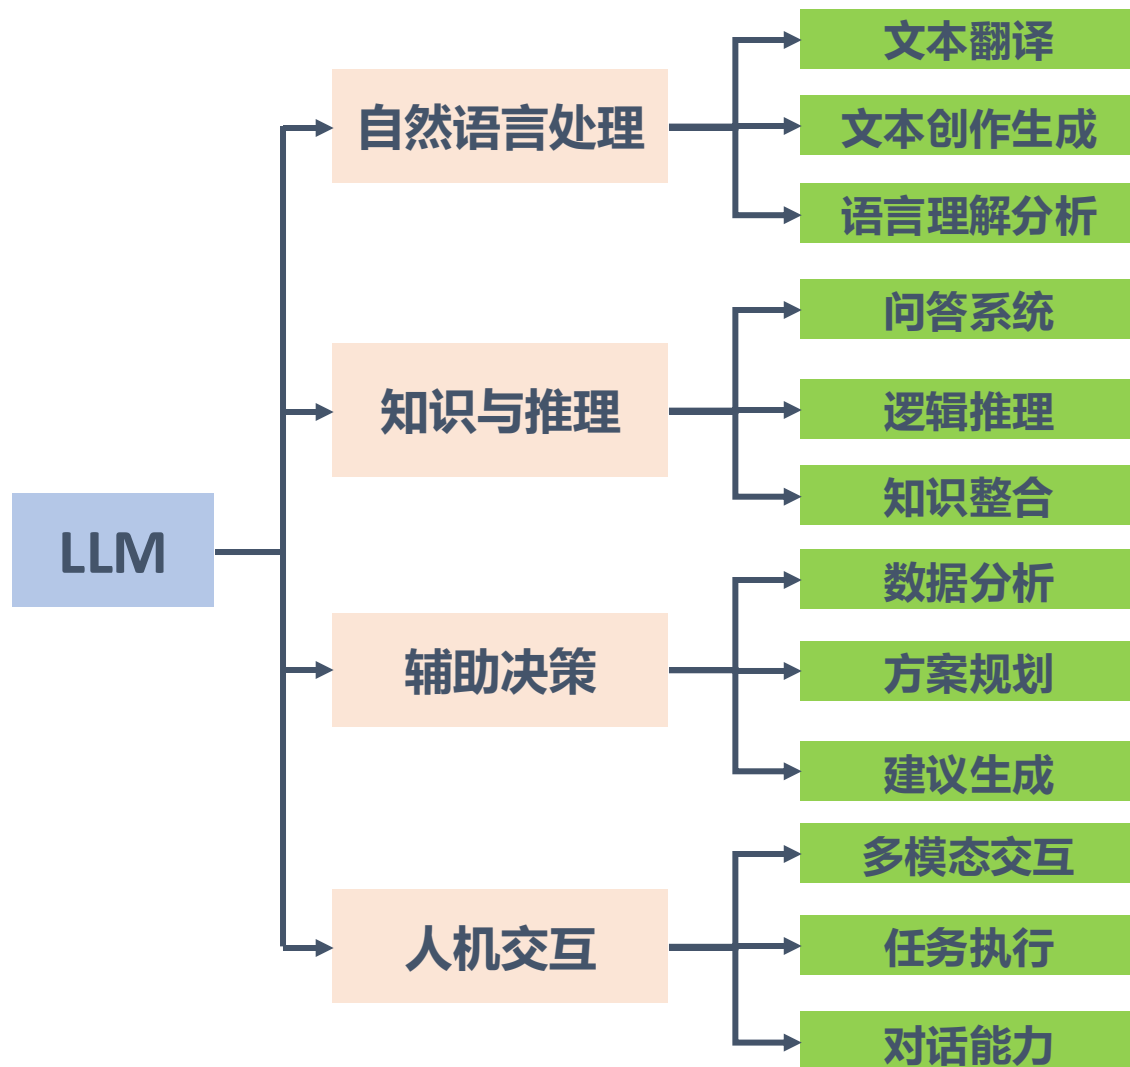 LLM
自然语言处理
文本翻译
文本创作生成
语言理解分析
知识与推理
问答系统
逻辑推理
知识整合
辅助决策
数据分析
方案规划
建议生成
人机交互
多模态交互
任务执行
对话能力